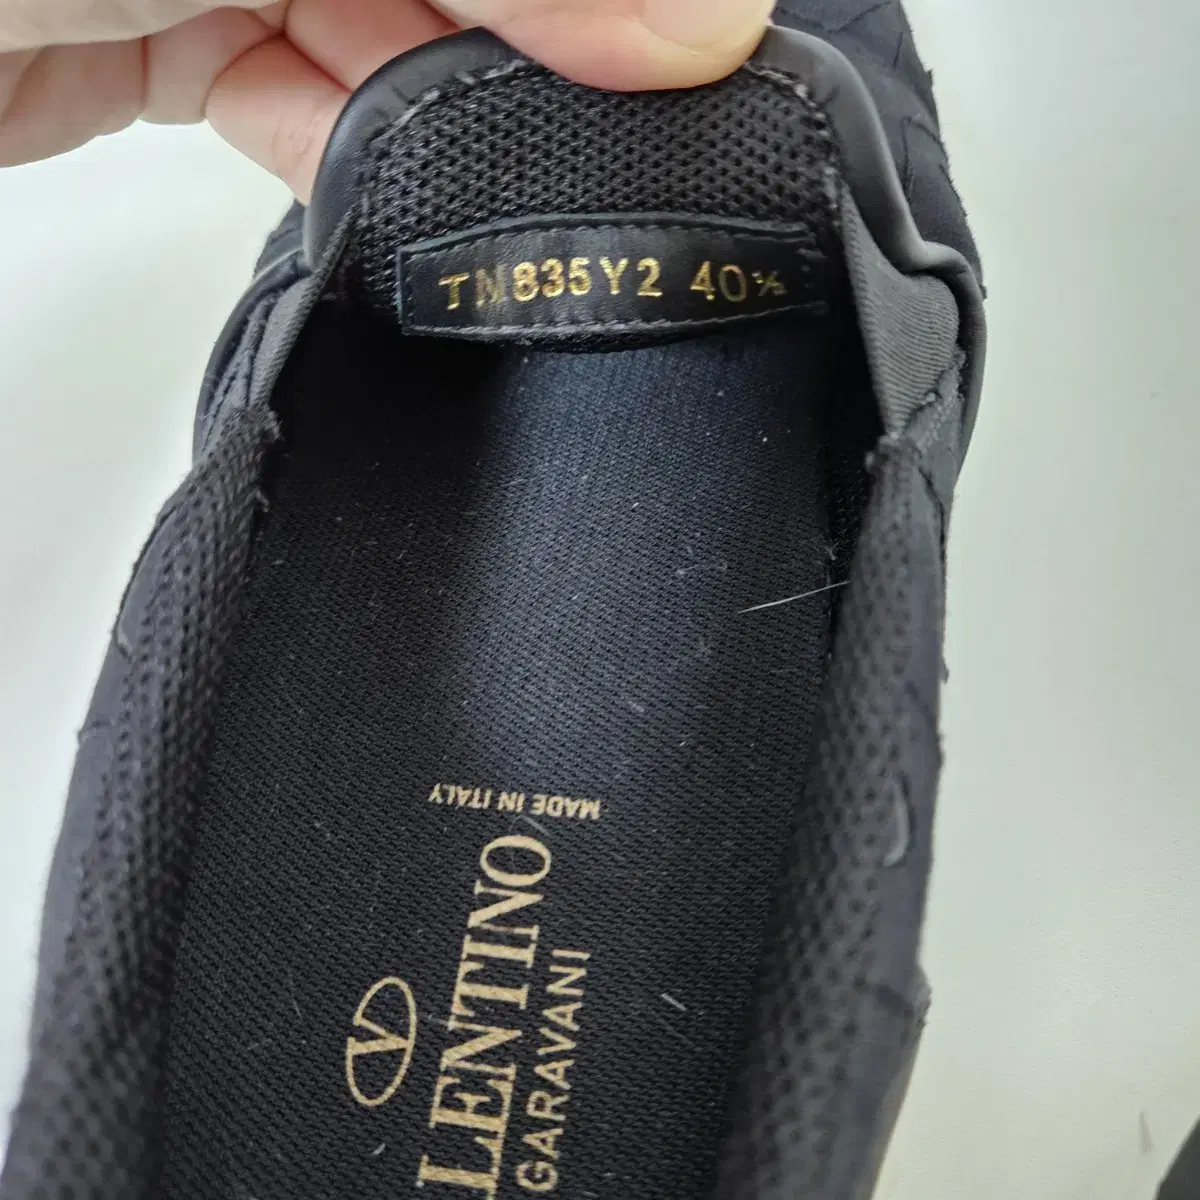 TM835Y2 40½
MADE IN ITALY
LENTINO
GARAVANI
V